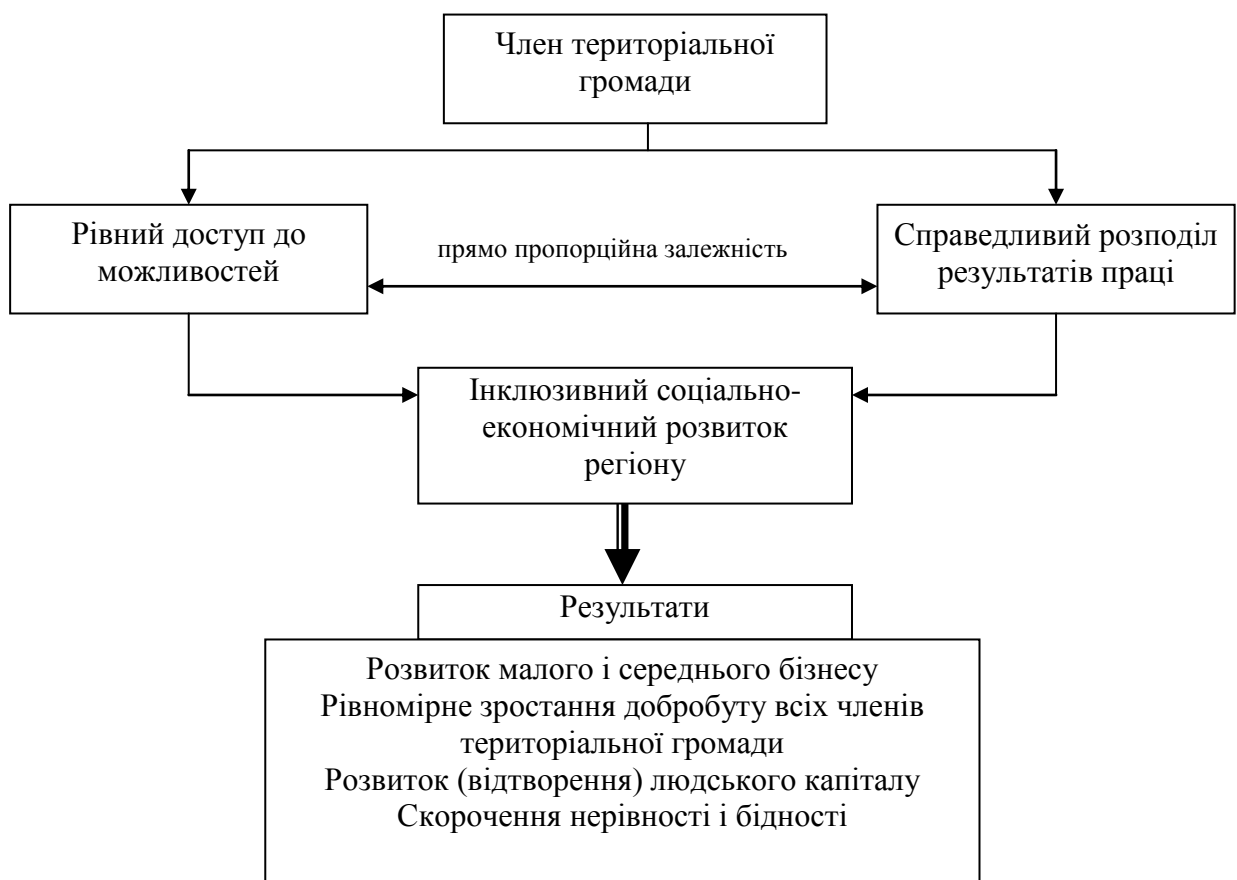 Член територіальної
громади
Рівний доступ до
можливостей
прямо пропорційна залежність
Справедливий розподіл
результатів праці
Інклюзивний соціально-
економічний розвиток
регіону
Результати
Розвиток малого і середнього бізнесу
Рівномірне зростання добробуту всіх членів
територіальної громади
Розвиток (відтворення) людського капіталу
Скорочення нерівності і бідності